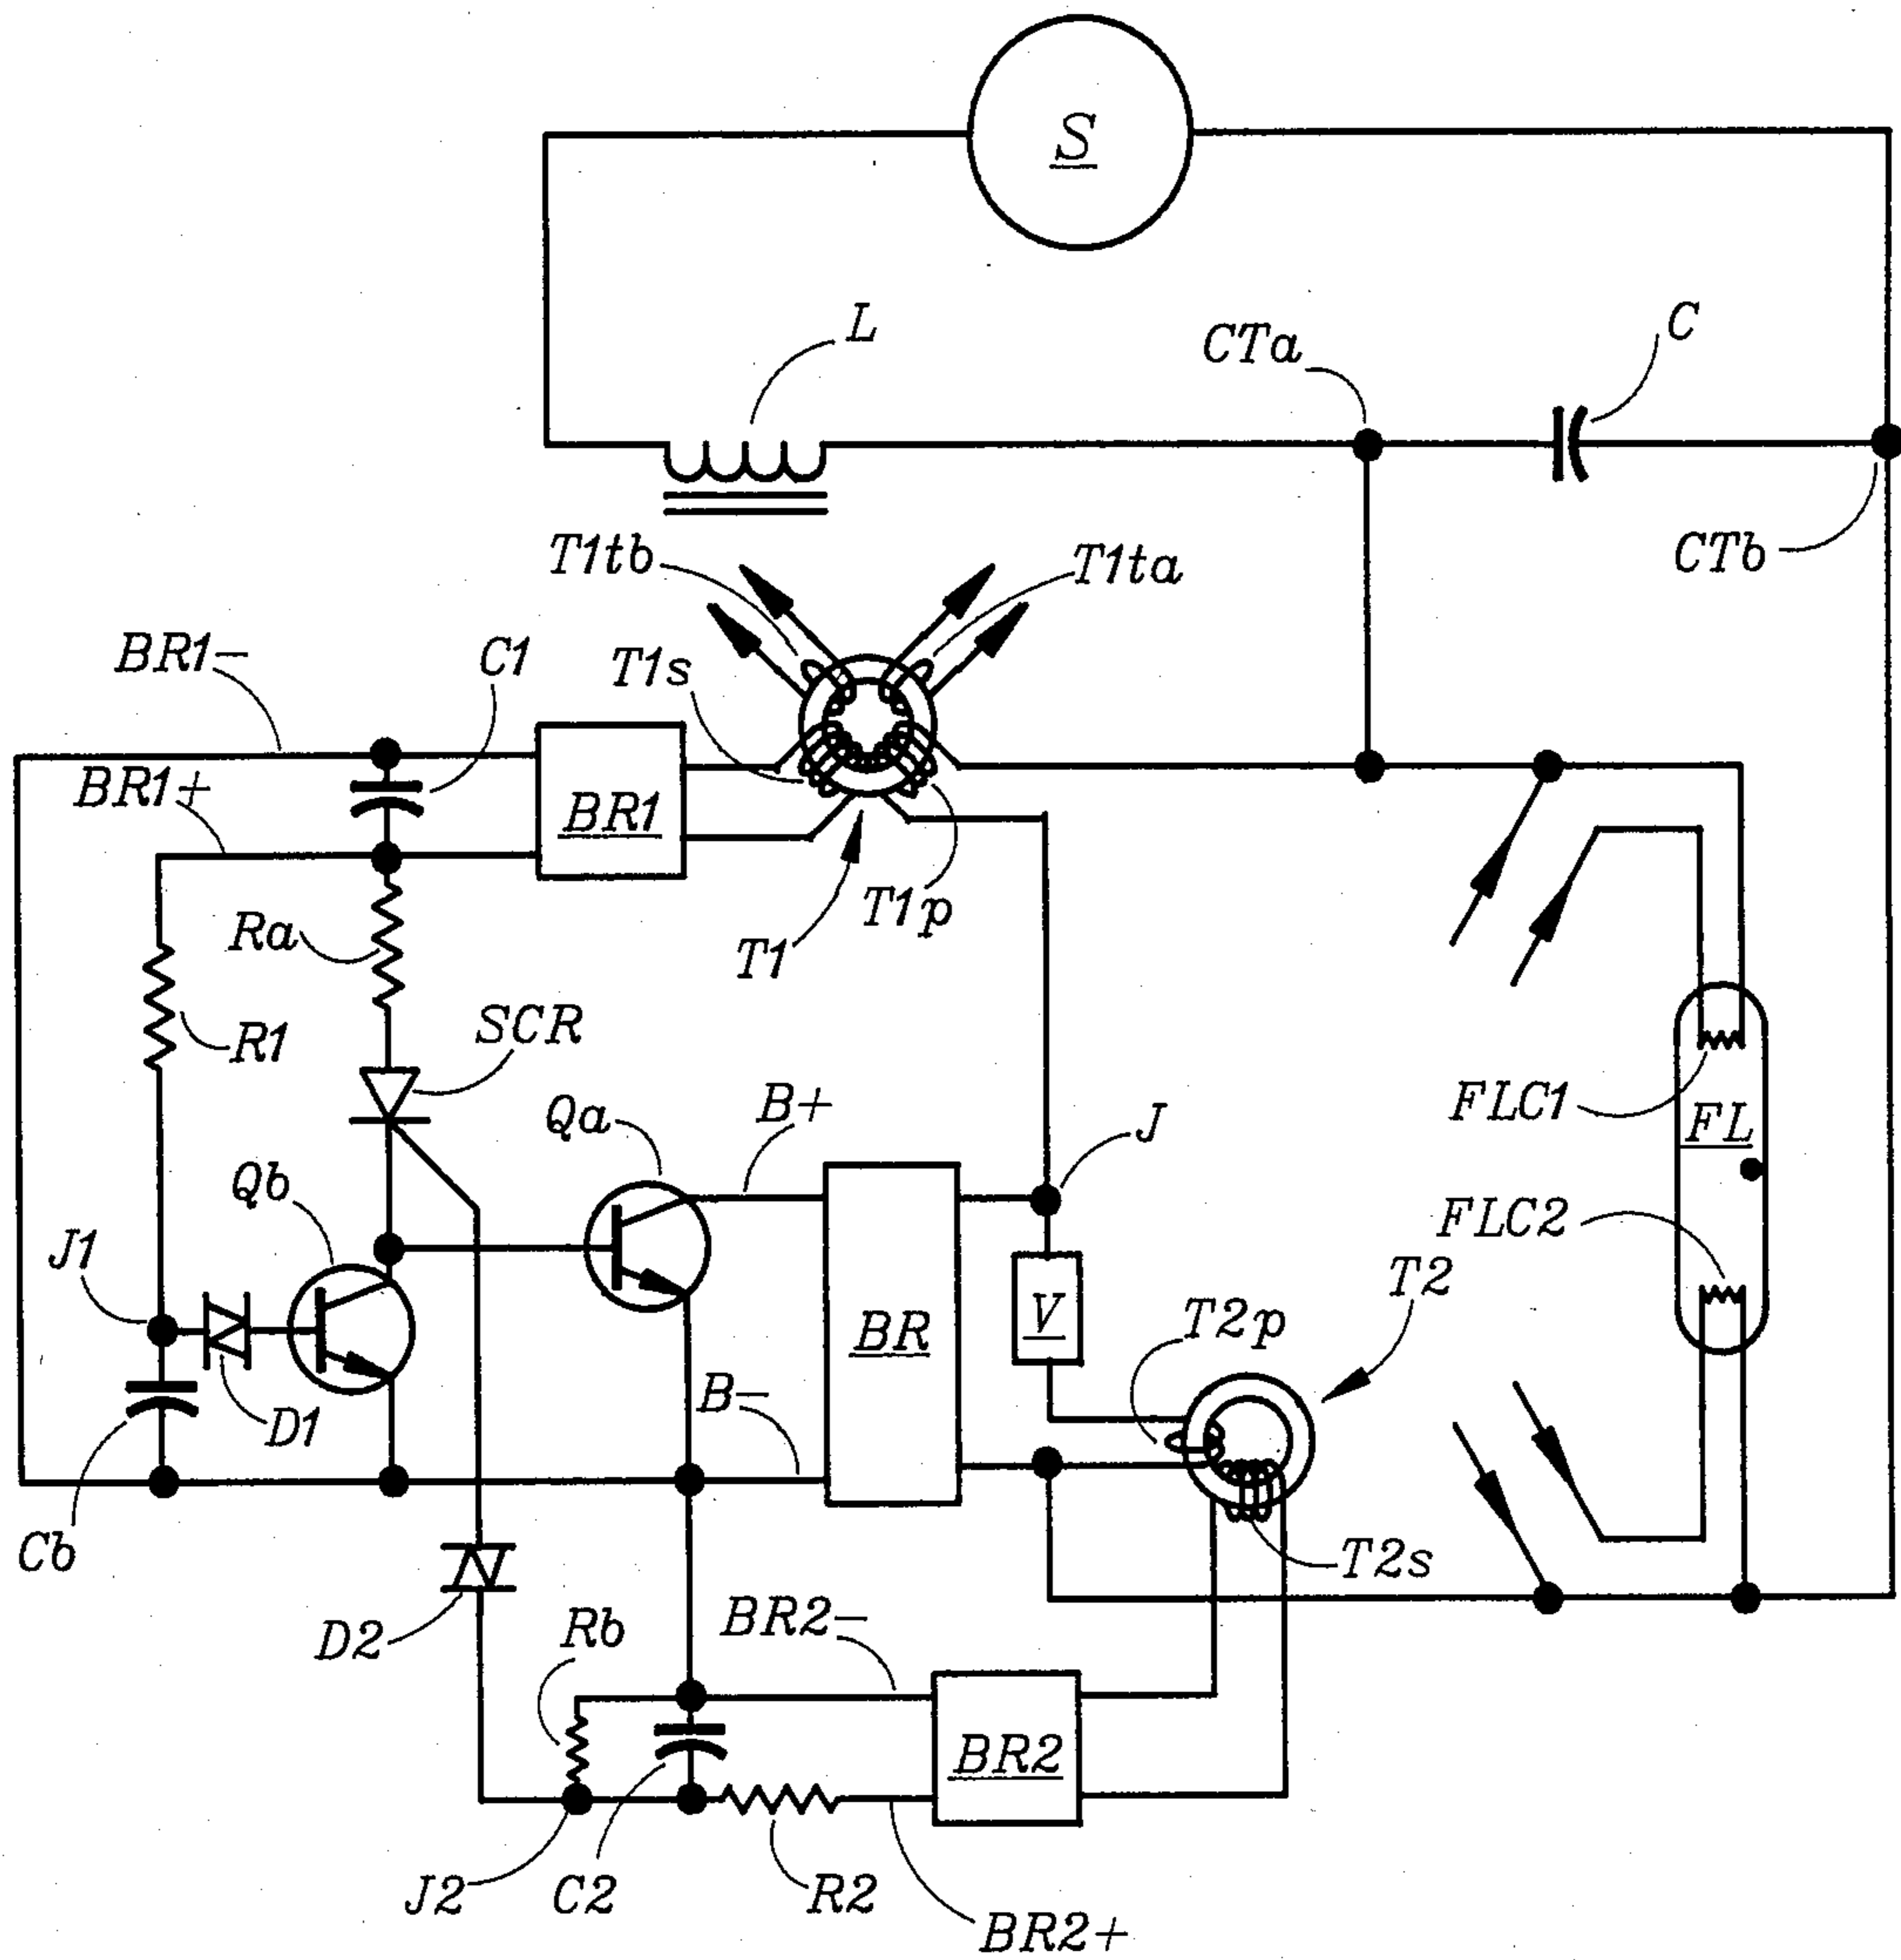 S
L
CTa
C
T1tb
T1ta
CTb
BR1-
C1
T1s
BR1+
BR1
Ra
T1p
T1
SCR
R1
Qa
B+
J
FLC1
FL
Qb
FLC2
J1
T2
T2p
V
BR
B-
D1
Cb
T2s
D2
Rb
BR2-
BR2
J2
C2
R2
BR2+